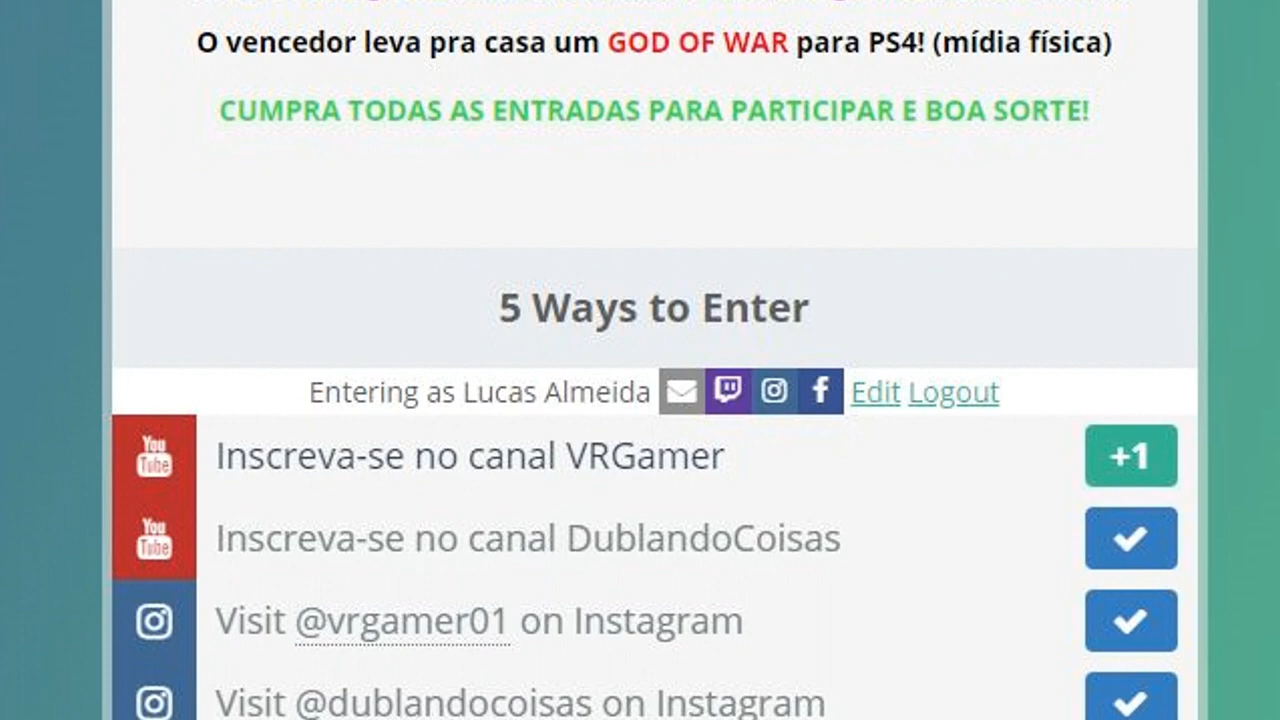 O vencedor leva pra casa um GOD OF WAR para PS4! (mídia física)
CUMPRA TODAS AS ENTRADAS PARA PARTICIPAR E BOA SORTE!
5 Ways to Enter
Entering as Lucas Almeida Edit Logout
You Tube Inscreva-se no canal VRGamer +1
You Tube Inscreva-se no canal DublandoCoisas
Visit @vrgamer01 on Instagram
Visit @dublandocoisas on Instagram